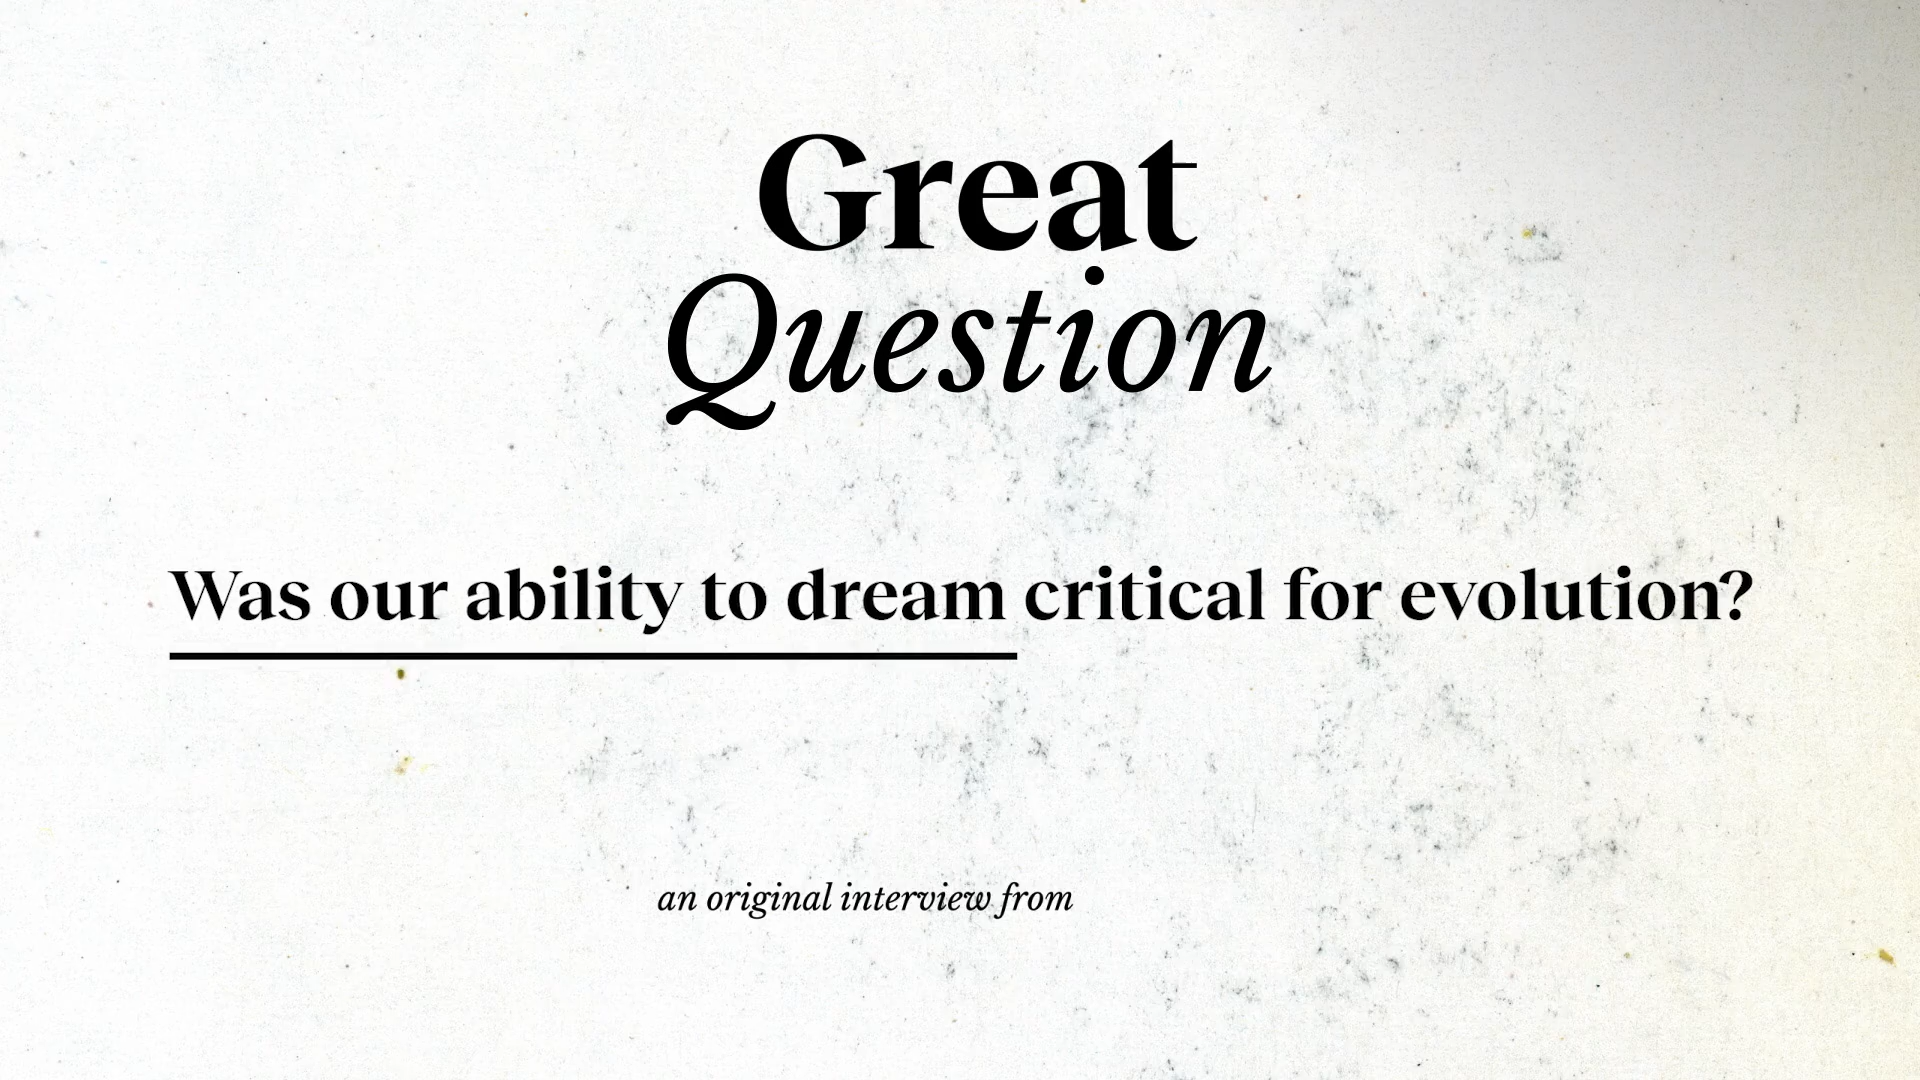 Great
Question
Was our ability to dream critical for evolution?
an original interview from